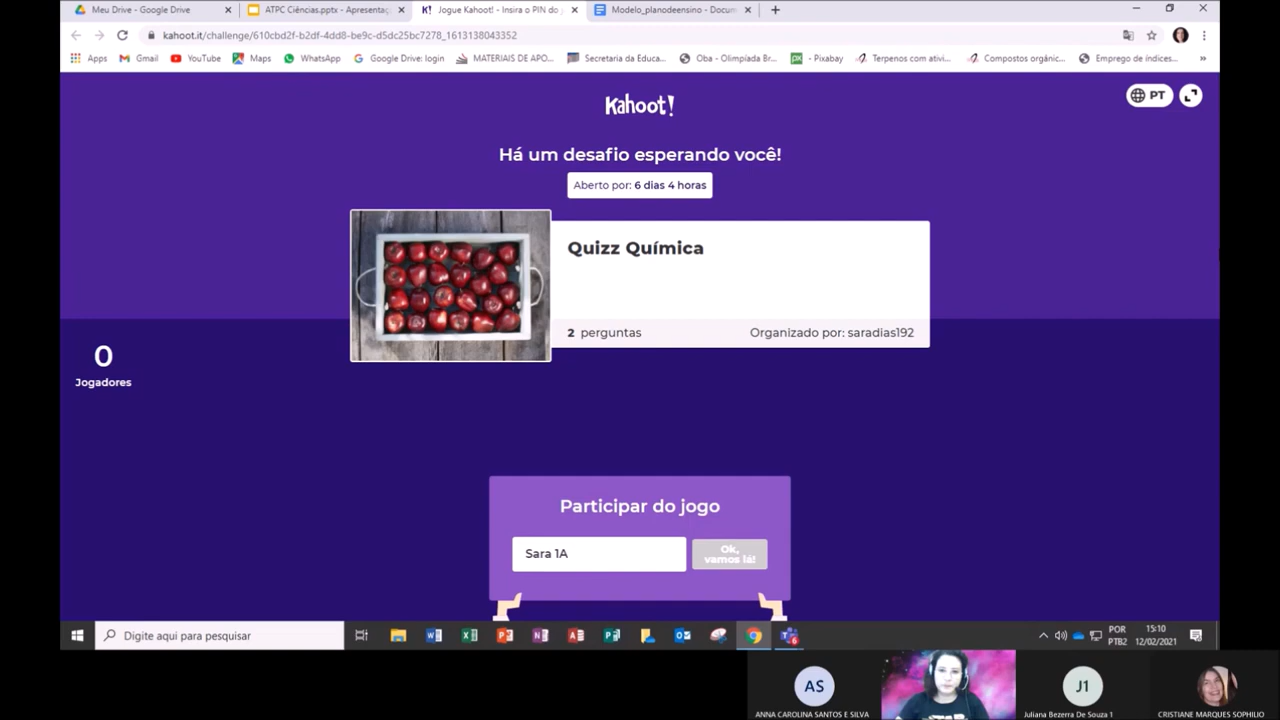 Meu Drive - Google Drive
ATPC Ciências.pptx - Apresentaç
K! Jogue Kahoot! - Insira o PIN do j
Modelo_planodeensino - Docum
kahoot.it/challenge/610cbd2f-b2df-4dd8-be9c-d5dc25bc7278_1613138043352
Apps
Gmail
YouTube
Maps
WhatsApp
Google Drive: login
MATERIAIS DE APO...
Secretaria da Educa...
Oba - Olimpíada Br...
px - Pixabay
Terpenos com ativi...
Compostos orgânic...
Emprego de índices...
»
Kahoot!
PT
Há um desafio esperando você!
Aberto por: 6 dias 4 horas
Quizz Química
2 perguntas
Organizado por: saradias192
0
Jogadores
Participar do jogo
Sara 1A
Ok,
vamos lá!
Digite aqui para pesquisar
POR
PTB2
15:10
12/02/2021
AS
J1
ANNA CAROLINA SANTOS E SILVA
Juliana Bezerra De Souza 1
CRISTIANE MARQUES SOPHILIO